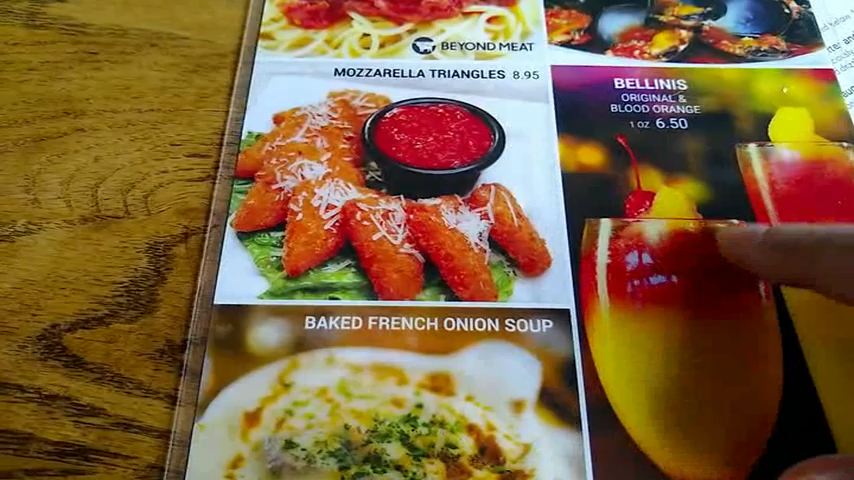 BEYOND MEAT
MOZZARELLA TRIANGLES 8.95
BELLINIS
ORIGINAL &
BLOOD ORANGE
1 OZ 6.50
BAKED FRENCH ONION SOUP